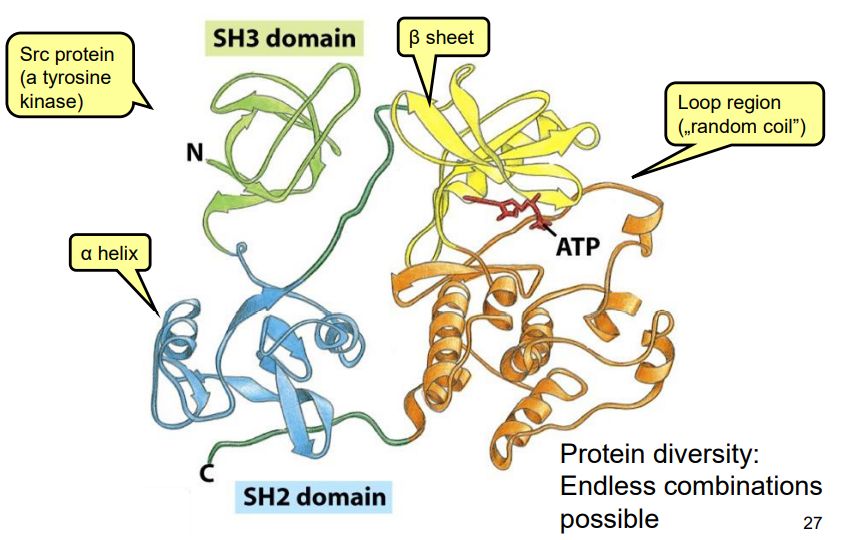 SH3 domain
β sheet
Src protein
(a tyrosine
kinase)
Loop region
(„random coil”)
N
ATP
α helix
Protein diversity:
Endless combinations
possible
C
SH2 domain
27